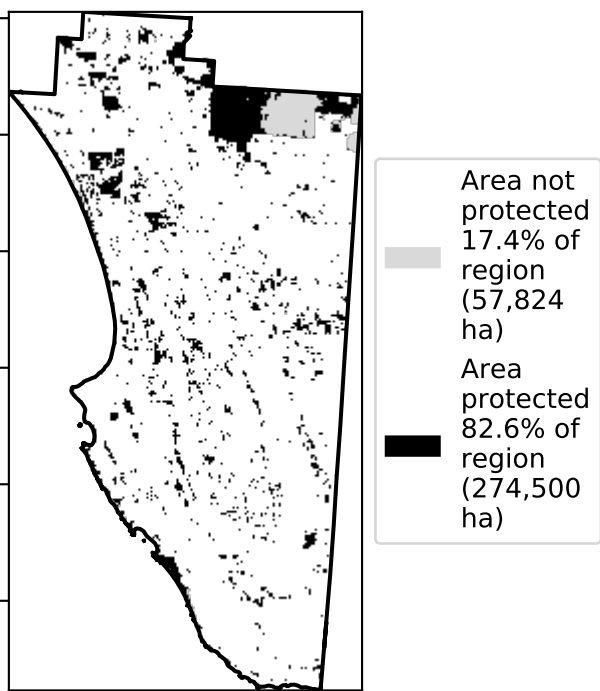 Area not
protected
17.4% of
region
(57,824
ha)
Area
protected
82.6% of
region
(274,500
ha)